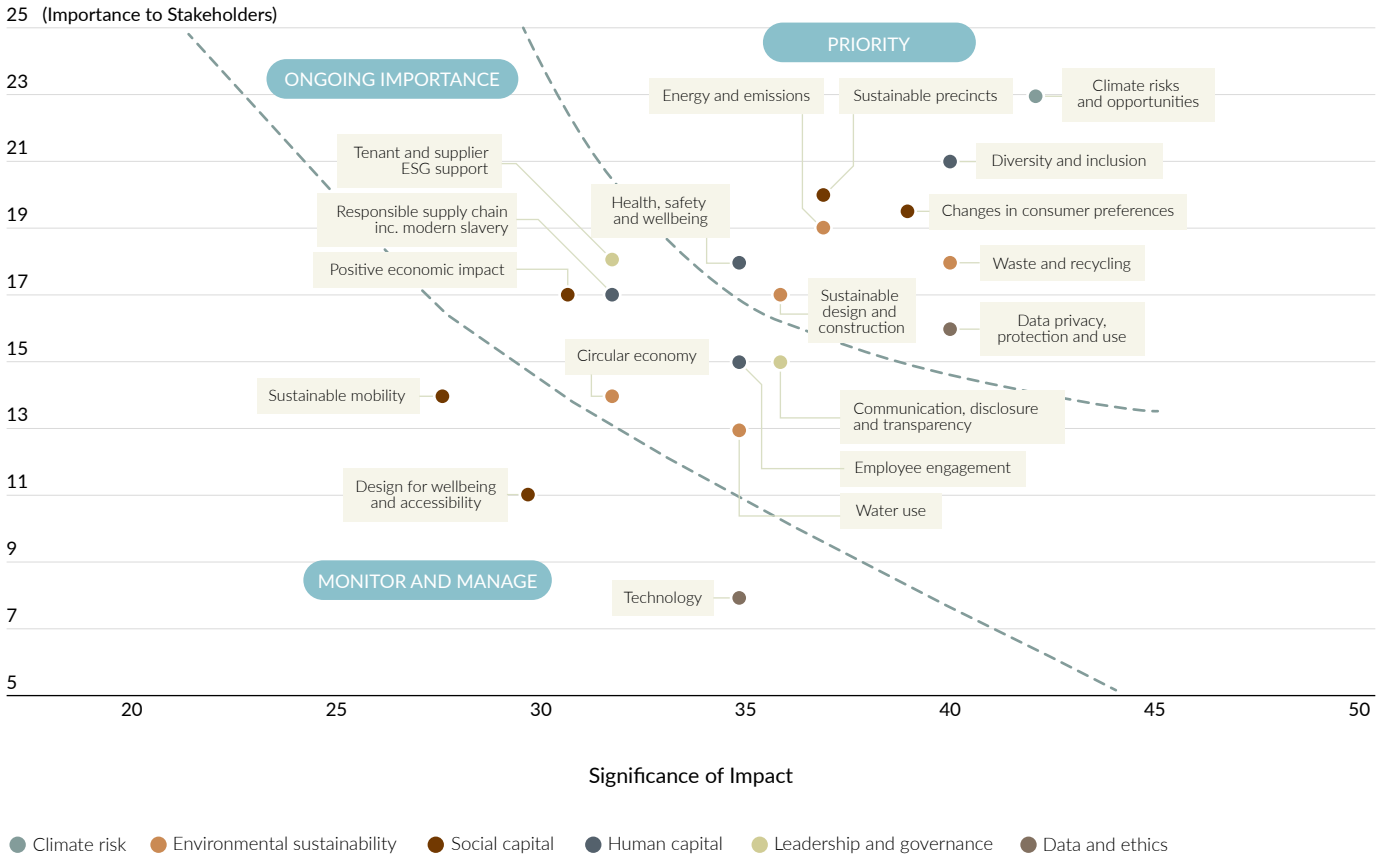 25 (Importance to Stakeholders)
PRIORITY
ONGOING IMPORTANCE
23
Energy and emissions
Sustainable precincts
Climate risks
and opportunities
21
Tenant and supplier
ESG support
Diversity and inclusion
19
Responsible supply chain
inc. modern slavery
Health, safety
and wellbeing
Changes in consumer preferences
17
Positive economic impact
Waste and recycling
Sustainable
design and
construction
Data privacy,
protection and use
15
Circular economy
13
Sustainable mobility
Communication, disclosure
and transparency
Employee engagement
11
Design for wellbeing
and accessibility
Water use
9
MONITOR AND MANAGE
Technology
7
5
20 25 30 35 40 45 50
Significance of Impact
Climate risk Environmental sustainability Social capital Human capital Leadership and governance Data and ethics